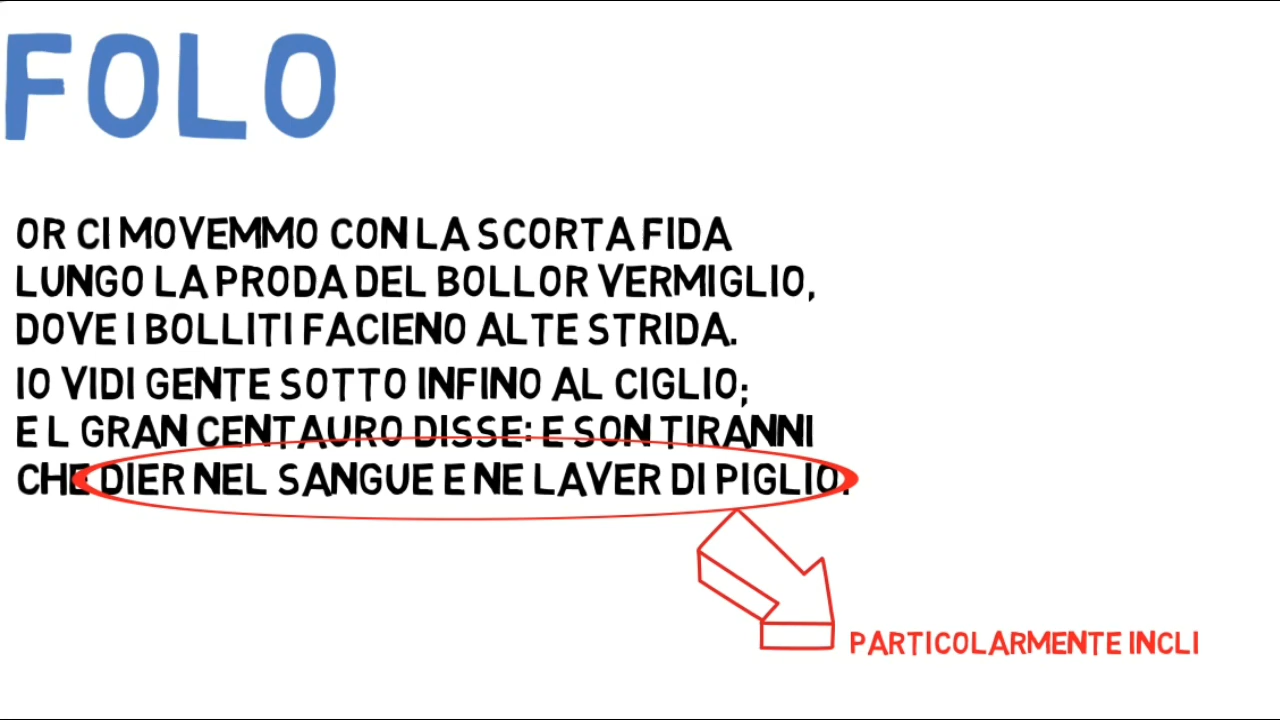 FOLO
OR CI MOVEMMO CON LA SCORTA FIDA
LUNGO LA PRODA DEL BOLLOR VERMIGLIO,
DOVE I BOLLITI FACIENO ALTE STRIDA.
IO VIDI GENTE SOTTO INFINO AL CIGLIO;
E L GRAN CENTAURO DISSE: E SON TIRANNI
CHE DIER NEL SANGUE E NE LAVER DI PIGLIO.
PARTICOLARMENTE INCLI